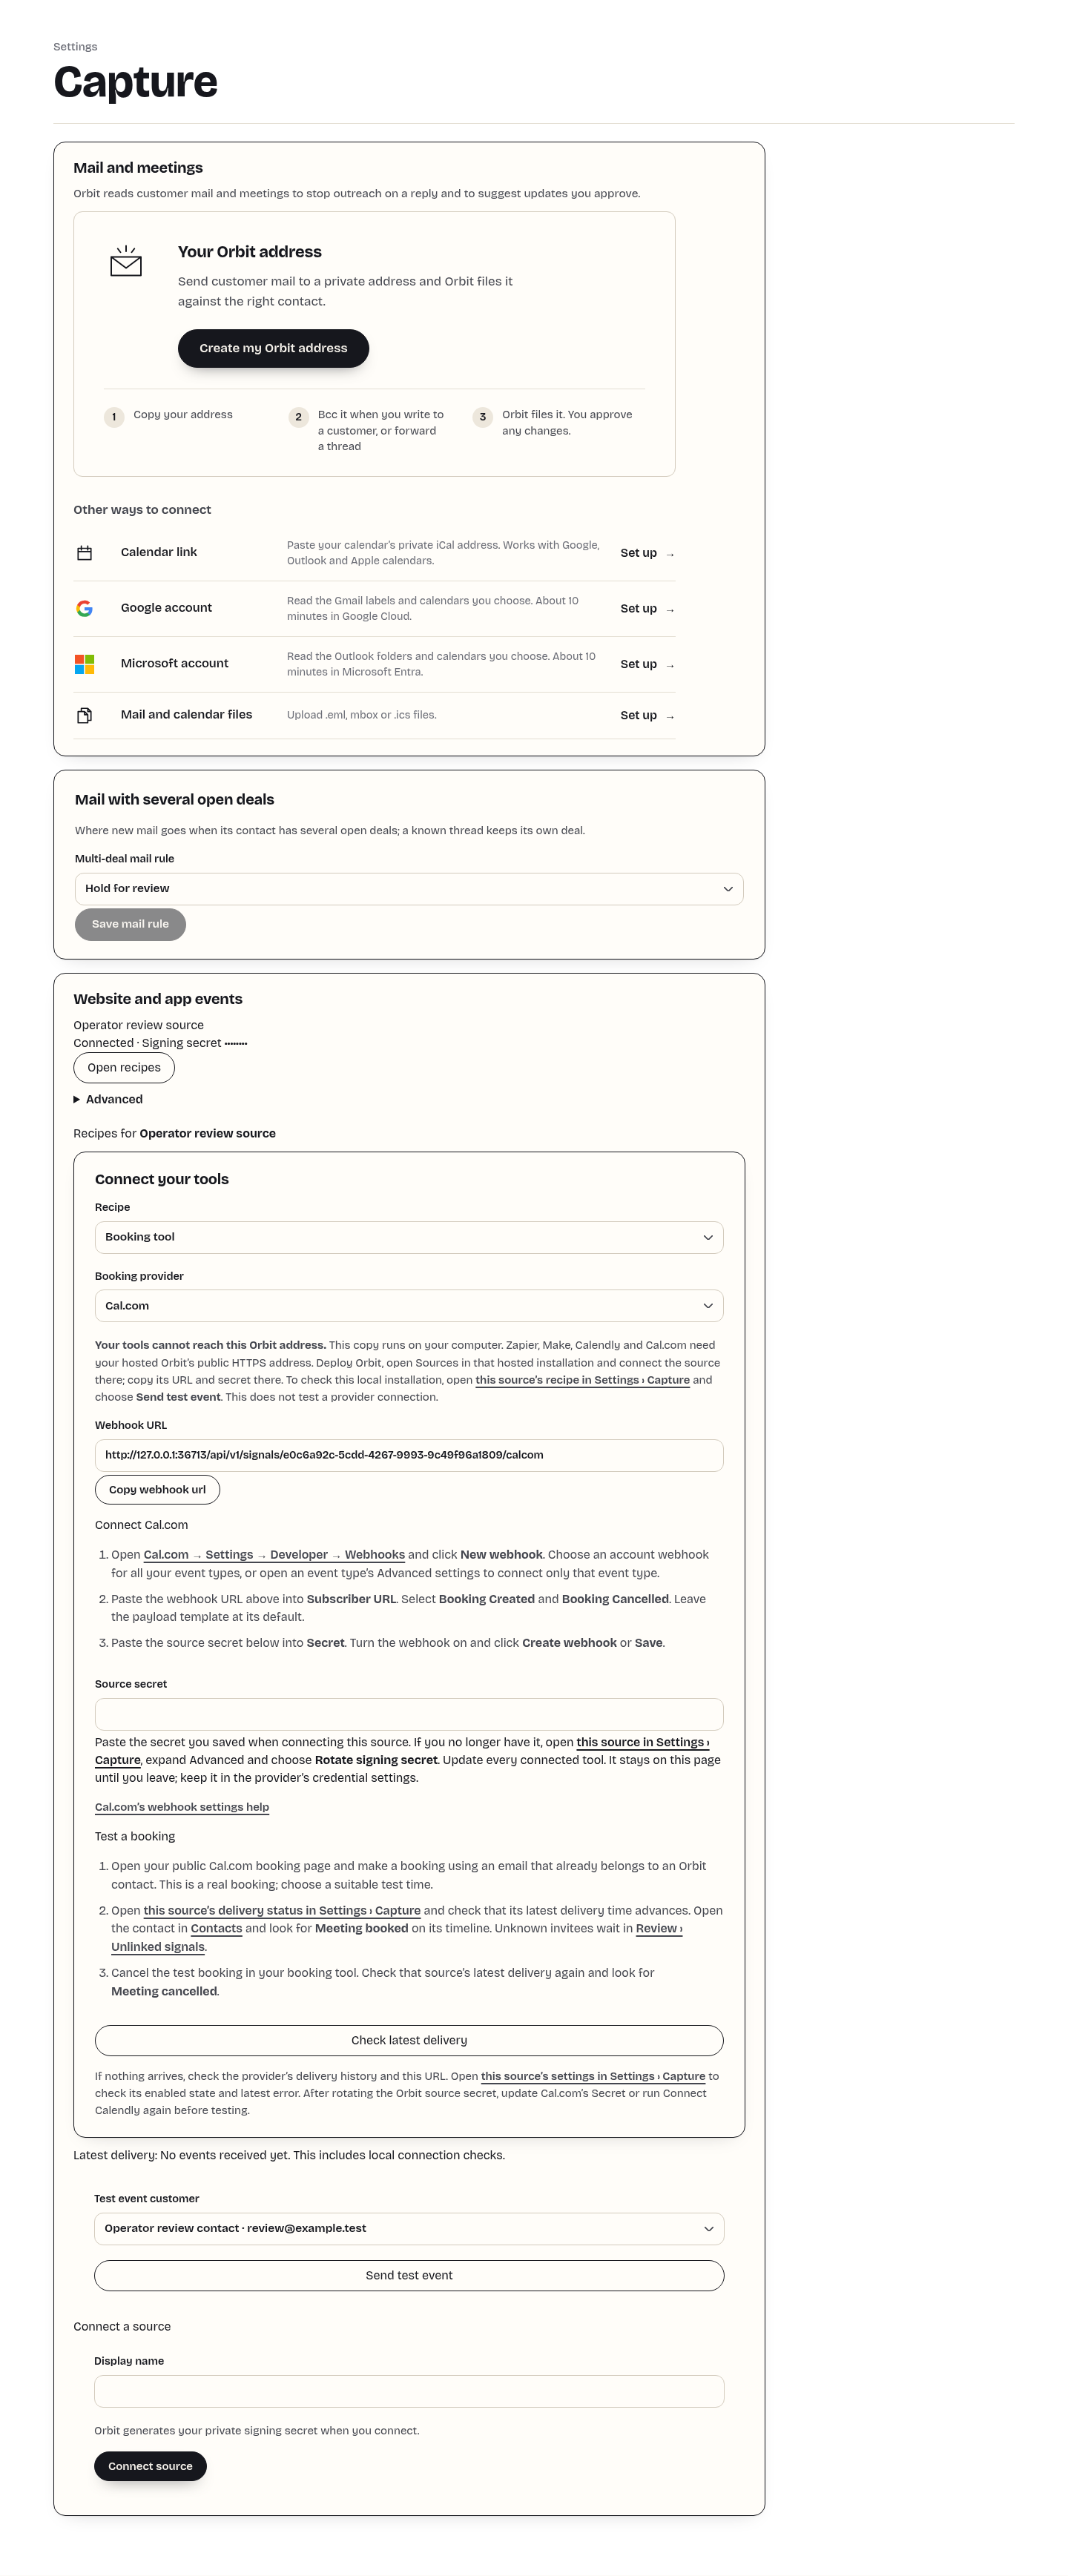 Settings
Capture
Mail and meetings
Orbit reads customer mail and meetings to stop outreach on a reply and to suggest updates you approve.
Your Orbit address
Send customer mail to a private address and Orbit files it
against the right contact.
Create my Orbit address
1 Copy your address
2 Bcc it when you write to
a customer, or forward
a thread
3 Orbit files it. You approve
any changes.
Other ways to connect
Calendar link
Paste your calendar's private iCal address. Works with Google,
Outlook and Apple calendars.
Set up →
Google account
Read the Gmail labels and calendars you choose. About 10
minutes in Google Cloud.
Set up →
Microsoft account
Read the Outlook folders and calendars you choose. About 10
minutes in Microsoft Entra.
Set up →
Mail and calendar files
Upload .eml, mbox or .ics files.
Set up →
Mail with several open deals
Where new mail goes when its contact has several open deals; a known thread keeps its own deal.
Multi-deal mail rule
Hold for review
Save mail rule
Website and app events
Operator review source
Connected · Signing secret ••••••••
Open recipes
▶ Advanced
Recipes for Operator review source
Connect your tools
Recipe
Booking tool
Booking provider
Cal.com
Your tools cannot reach this Orbit address. This copy runs on your computer. Zapier, Make, Calendly and Cal.com need
your hosted Orbit's public HTTPS address. Deploy Orbit, open Sources in that hosted installation and connect the source
there; copy its URL and secret there. To check this local installation, open this source's recipe in Settings › Capture and
choose Send test event. This does not test a provider connection.
Webhook URL
http://127.0.0.1:36713/api/v1/signals/e0c6a92c-5cdd-4267-9993-9c49f96a1809/calcom
Copy webhook url
Connect Cal.com
1. Open Cal.com → Settings → Developer → Webhooks and click New webhook. Choose an account webhook
for all your event types, or open an event type's Advanced settings to connect only that event type.
2. Paste the webhook URL above into Subscriber URL. Select Booking Created and Booking Cancelled. Leave
the payload template at its default.
3. Paste the source secret below into Secret. Turn the webhook on and click Create webhook or Save.
Source secret
Paste the secret you saved when connecting this source. If you no longer have it, open this source in Settings ›
Capture, expand Advanced and choose Rotate signing secret. Update every connected tool. It stays on this page
until you leave; keep it in the provider's credential settings.
Cal.com's webhook settings help
Test a booking
1. Open your public Cal.com booking page and make a booking using an email that already belongs to an Orbit
contact. This is a real booking; choose a suitable test time.
2. Open this source's delivery status in Settings › Capture and check that its latest delivery time advances. Open
the contact in Contacts and look for Meeting booked on its timeline. Unknown invitees wait in Review ›
Unlinked signals.
3. Cancel the test booking in your booking tool. Check that source's latest delivery again and look for
Meeting cancelled.
Check latest delivery
If nothing arrives, check the provider's delivery history and this URL. Open this source's settings in Settings › Capture to
check its enabled state and latest error. After rotating the Orbit source secret, update Cal.com's Secret or run Connect
Calendly again before testing.
Latest delivery: No events received yet. This includes local connection checks.
Test event customer
Operator review contact · review@example.test
Send test event
Connect a source
Display name
Orbit generates your private signing secret when you connect.
Connect source